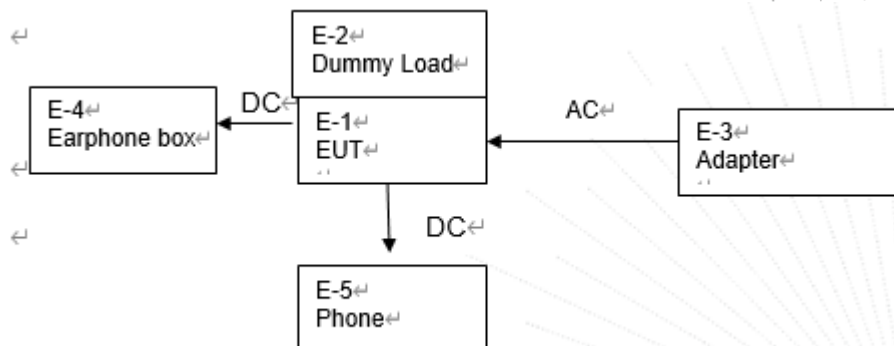 E-2
Dummy Load
E-4
Earphone box
DC
E-1
EUT
AC
E-3
Adapter
DC
E-5
Phone